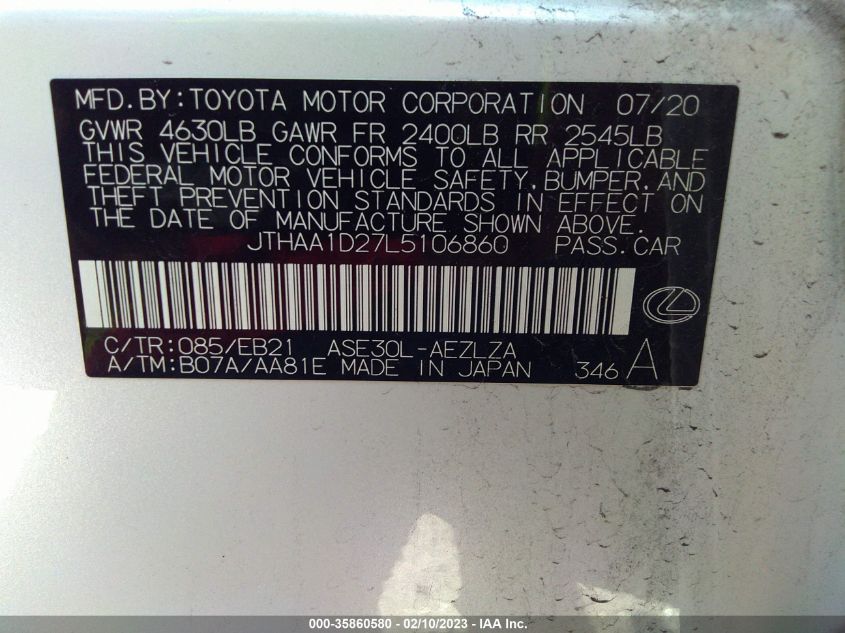 MFD.BY:TOYOTA MOTOR CORPORATION 07/20
GVWR 4630LB GAWR FR 2400LB RR 2545LB
THIS VEHICLE CONFORMS TO ALL APPLICABLE
FEDERAL MOTOR VEHICLE SAFETY,BUMPER,AND
THEFT PREVENTION STANDARDS IN EFFECT ON
THE DATE OF MANUFACTURE SHOWN ABOVE.
JTHAA1D27L5106860 PASS.CAR
C/TR:085/EB21 ASE30L-AEZLZA
A/TM:B07A/AA81E MADE IN JAPAN 346 A
000-35860580 - 02/10/2023 - IAA Inc.